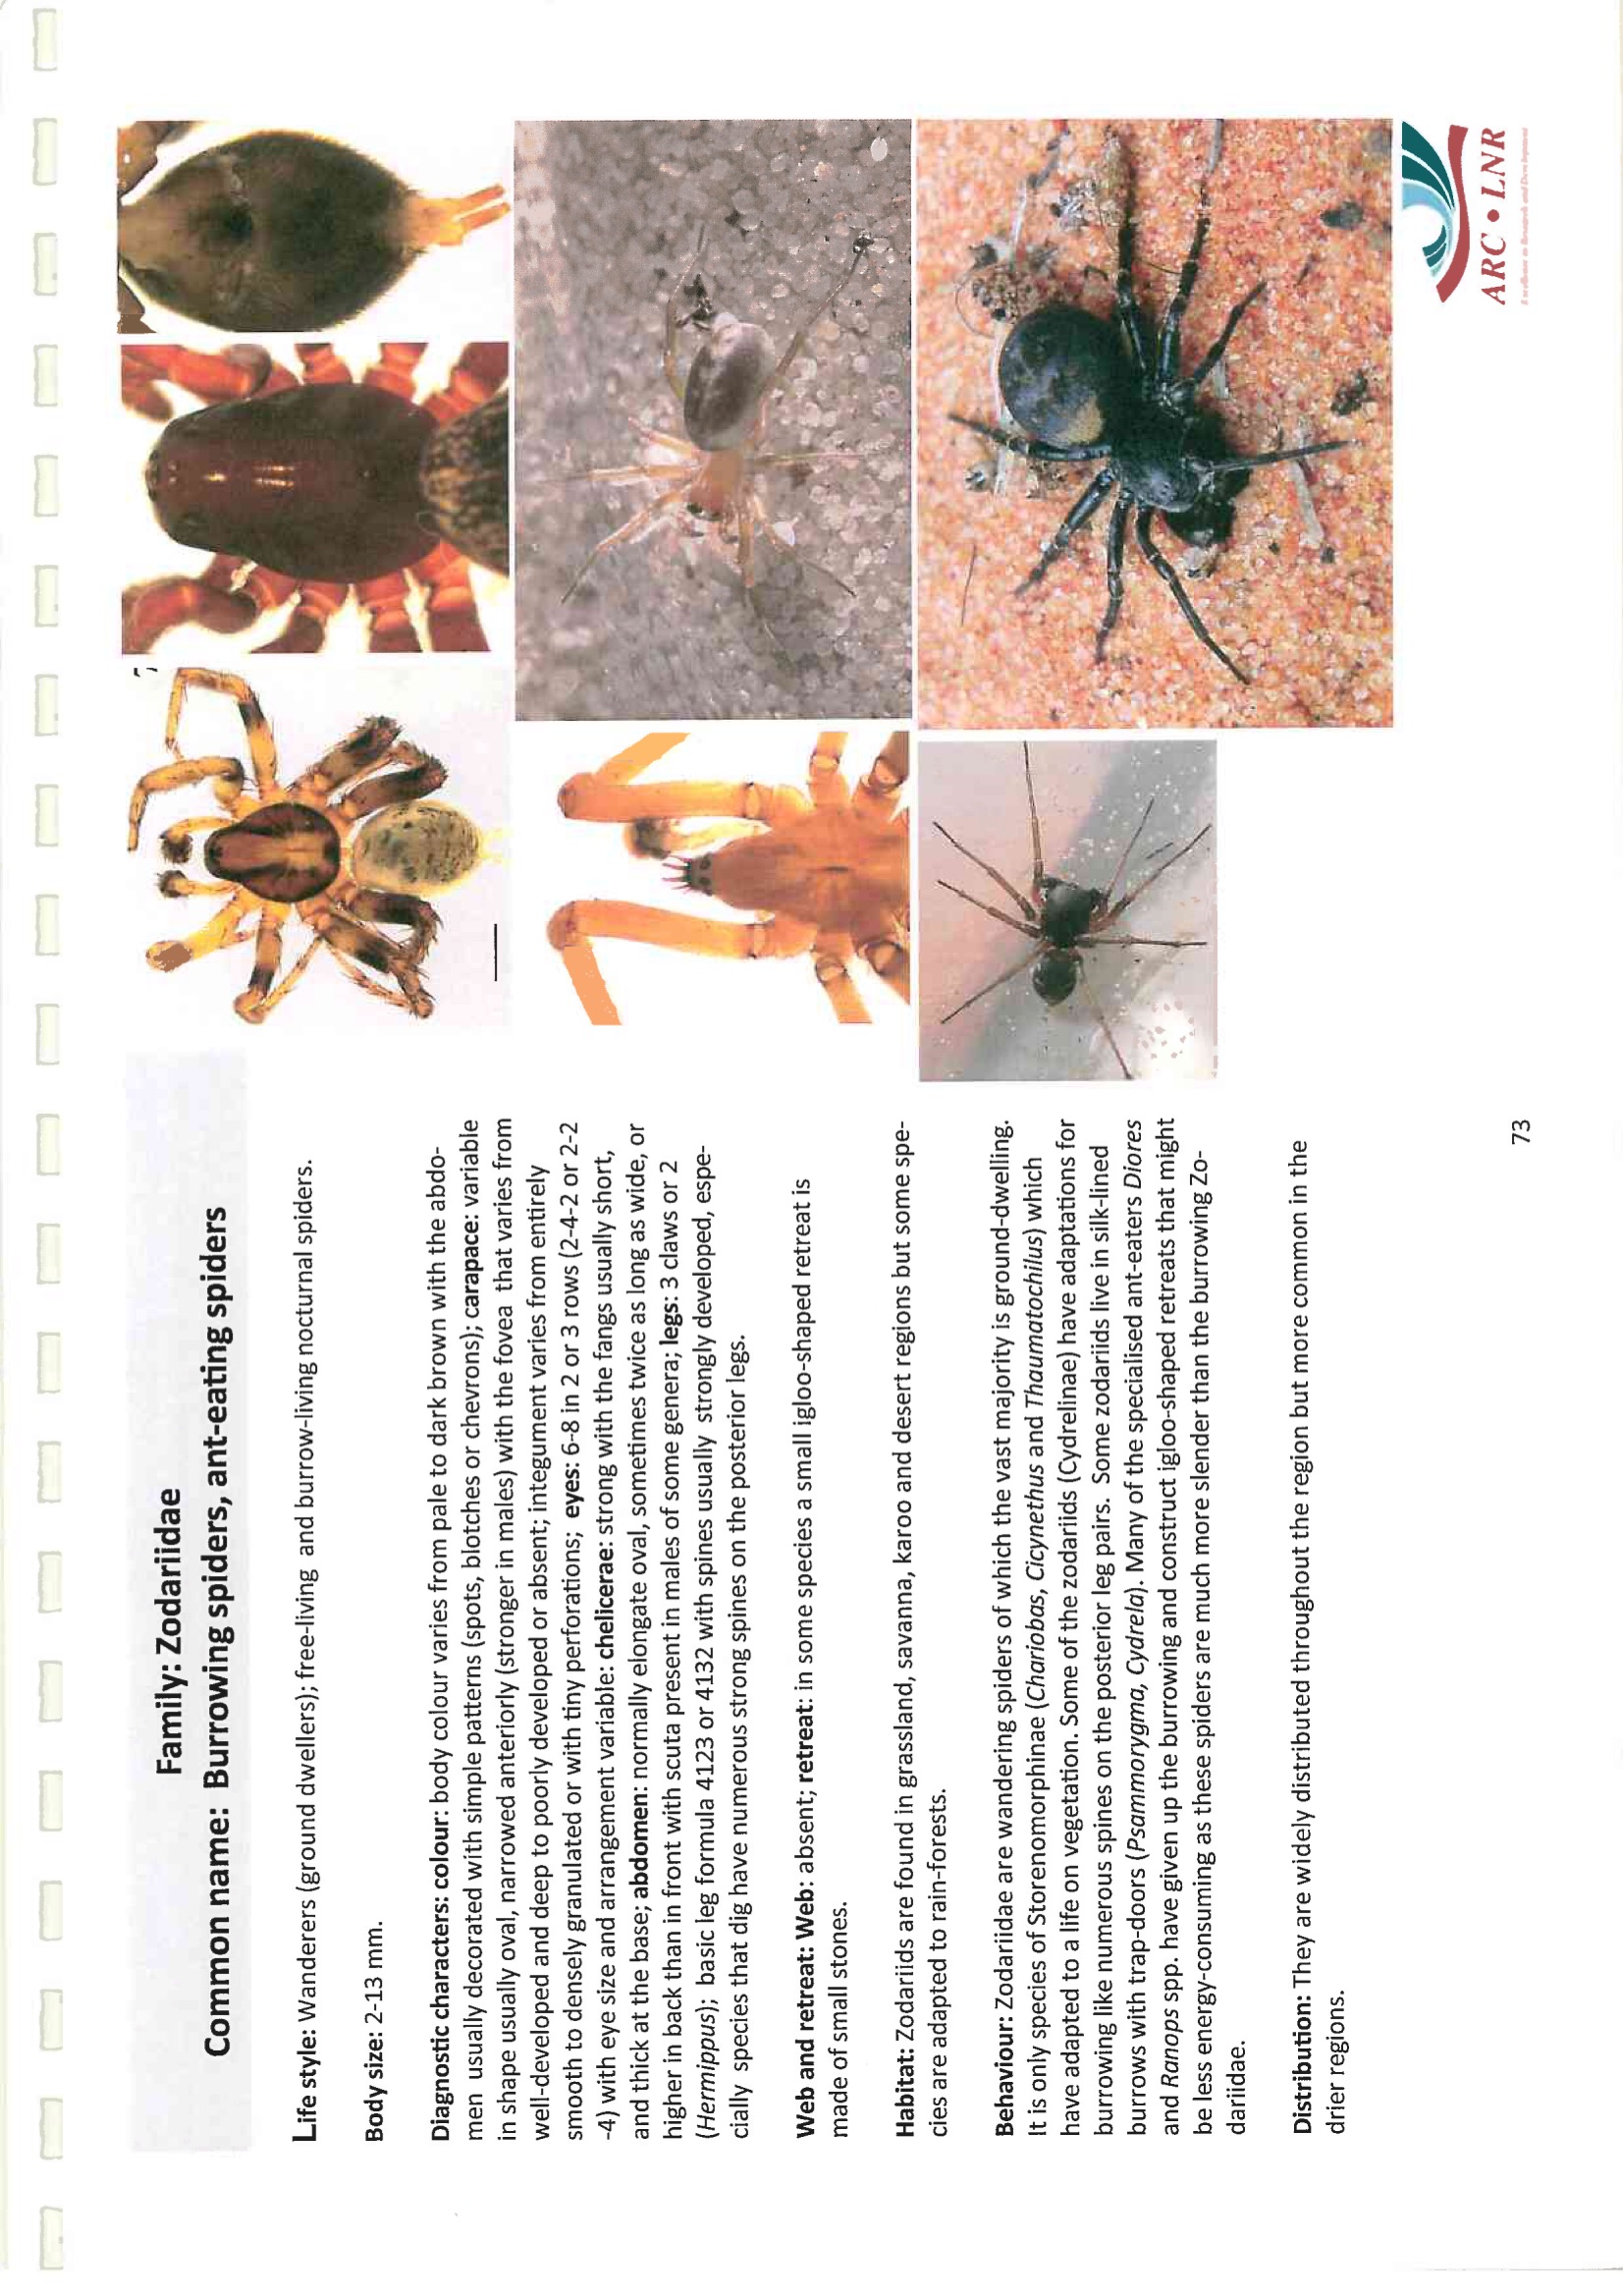 Family: Zodariidae
Common name: Burrowing spiders, ant-eating spiders
Life style: Wanderers (ground dwellers); free-living and burrow-living nocturnal spiders.
Body size: 2-13 mm.
Diagnostic characters: colour: body colour varies from pale to dark brown with the abdo-
men usually decorated with simple patterns (spots, blotches or chevrons); carapace: variable
in shape usually oval, narrowed anteriorly (stronger in males) with the fovea that varies from
well-developed and deep to poorly developed or absent; integument varies from entirely
smooth to densely granulated or with tiny perforations; eyes: 6-8 in 2 or 3 rows (2-4-2 or 2-2
-4) with eye size and arrangement variable: chelicerae: strong with the fangs usually short,
and thick at the base; abdomen: normally elongate oval, sometimes twice as long as wide, or
higher in back than in front with scuta present in males of some genera; legs: 3 claws or 2
(Hermippus); basic leg formula 4123 or 4132 with spines usually strongly developed, espe-
cially species that dig have numerous strong spines on the posterior legs.
Web and retreat: Web: absent; retreat: in some species a small igloo-shaped retreat is
made of small stones.
Habitat: Zodariids are found in grassland, savanna, karoo and desert regions but some spe-
cies are adapted to rain-forests.
Behaviour: Zodariidae are wandering spiders of which the vast majority is ground-dwelling.
It is only species of Storenomorphinae (Chariobas, Cicynethus and Thaumatochilus) which
have adapted to a life on vegetation. Some of the zodariids (Cydrelinae) have adaptations for
burrowing like numerous spines on the posterior leg pairs. Some zodariids live in silk-lined
burrows with trap-doors (Psammorygma, Cydrela). Many of the specialised ant-eaters Diores
and Ranops spp. have given up the burrowing and construct igloo-shaped retreats that might
be less energy-consuming as these spiders are much more slender than the burrowing Zo-
dariidae.
Distribution: They are widely distributed throughout the region but more common in the
drier regions.
73
ARC • LNR
Excellence in Research and Development